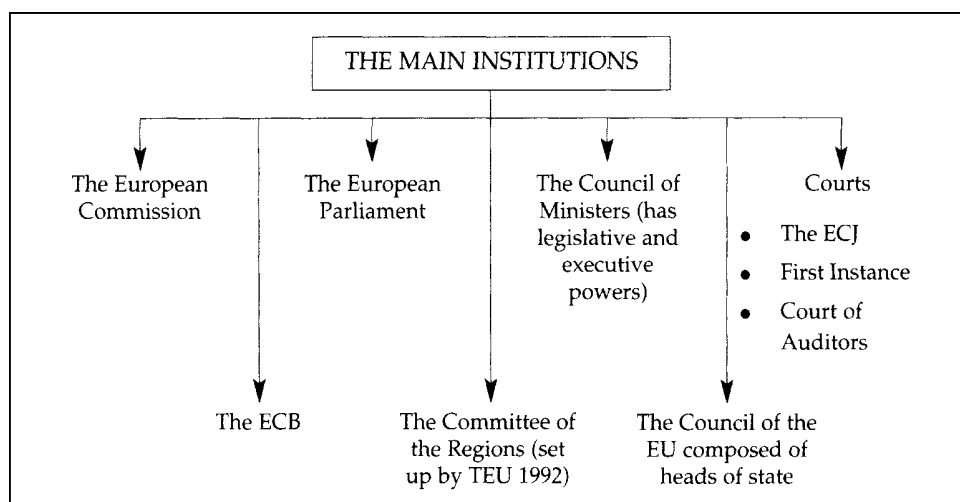 THE MAIN INSTITUTIONS
The European
Commission
The European
Parliament
The Council of
Ministers (has
legislative and
executive
powers)
Courts
● The ECJ
● First Instance
● Court of
Auditors
The ECB
The Committee of
the Regions (set
up by TEU 1992)
The Council of the
EU composed of
heads of state